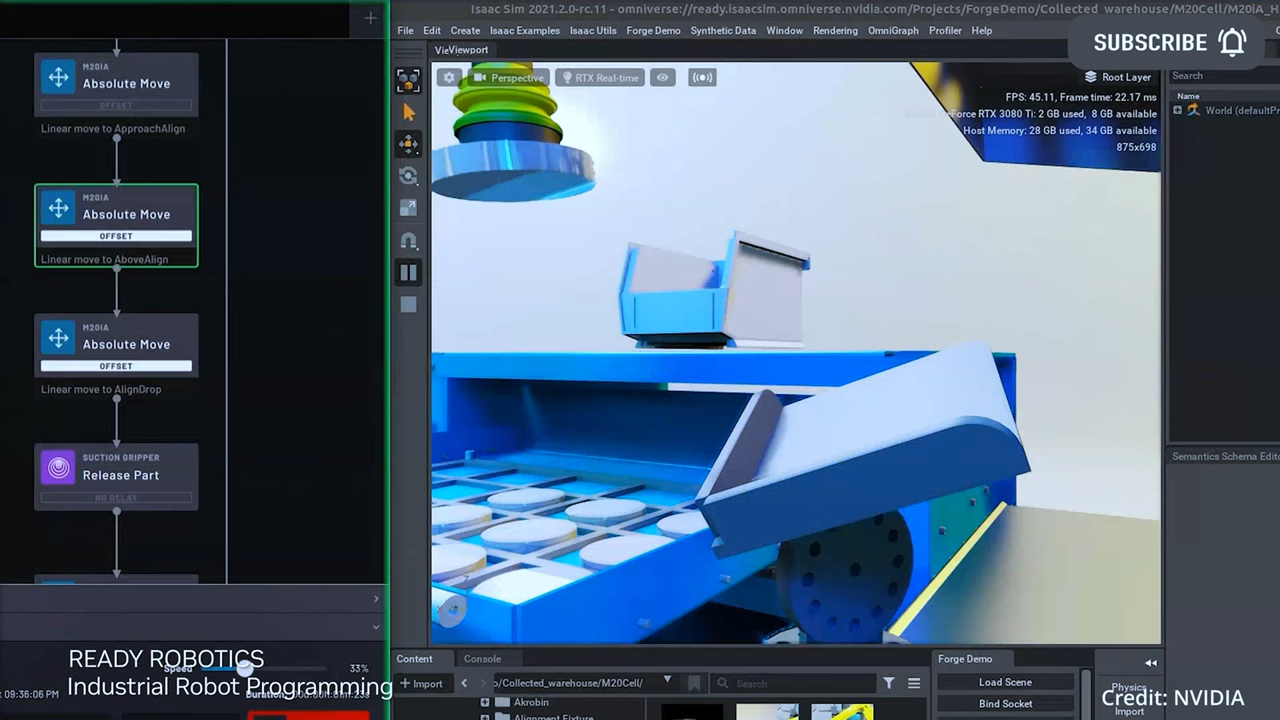 Isaac Sim 2021.2.0-rc.11 - omniverse://ready.isaacsim.omniverse.nvidia.com/Projects/ForgeDemo/Collected_warehouse/M20Cell/M20iA_H
File Edit Create Isaac Examples Isaac Utils Forge Demo Synthetic Data Window Rendering OmniGraph Profiler Help
SUBSCRIBE
Viewport
Perspective
RTX Real-time
Root Layer
FPS: 45.11, Frame time: 22.17 ms
GeForce RTX 3080 Ti: 2 GB used, 8 GB available
Host Memory: 28 GB used, 34 GB available
875x698
Search
Name
World (defaultPr
Semantics Schema Edito
M20IA
Absolute Move
OFFSET
Linear move to ApproachAlign
M20IA
Absolute Move
OFFSET
Linear move to AboveAlign
M20IA
Absolute Move
OFFSET
Linear move to AlignDrop
SUCTION GRIPPER
Release Part
NO DELAY
Speed
33%
09:36:08 PM
Duration:
READY ROBOTICS
Industrial Robot Programming
Content
Console
+ Import
o/Collected_warehouse/M20Cell/
Search
Akrobin
Alignment Fixture
Forge Demo
Load Scene
Bind Socket
Physics
Import
Credit: NVIDIA